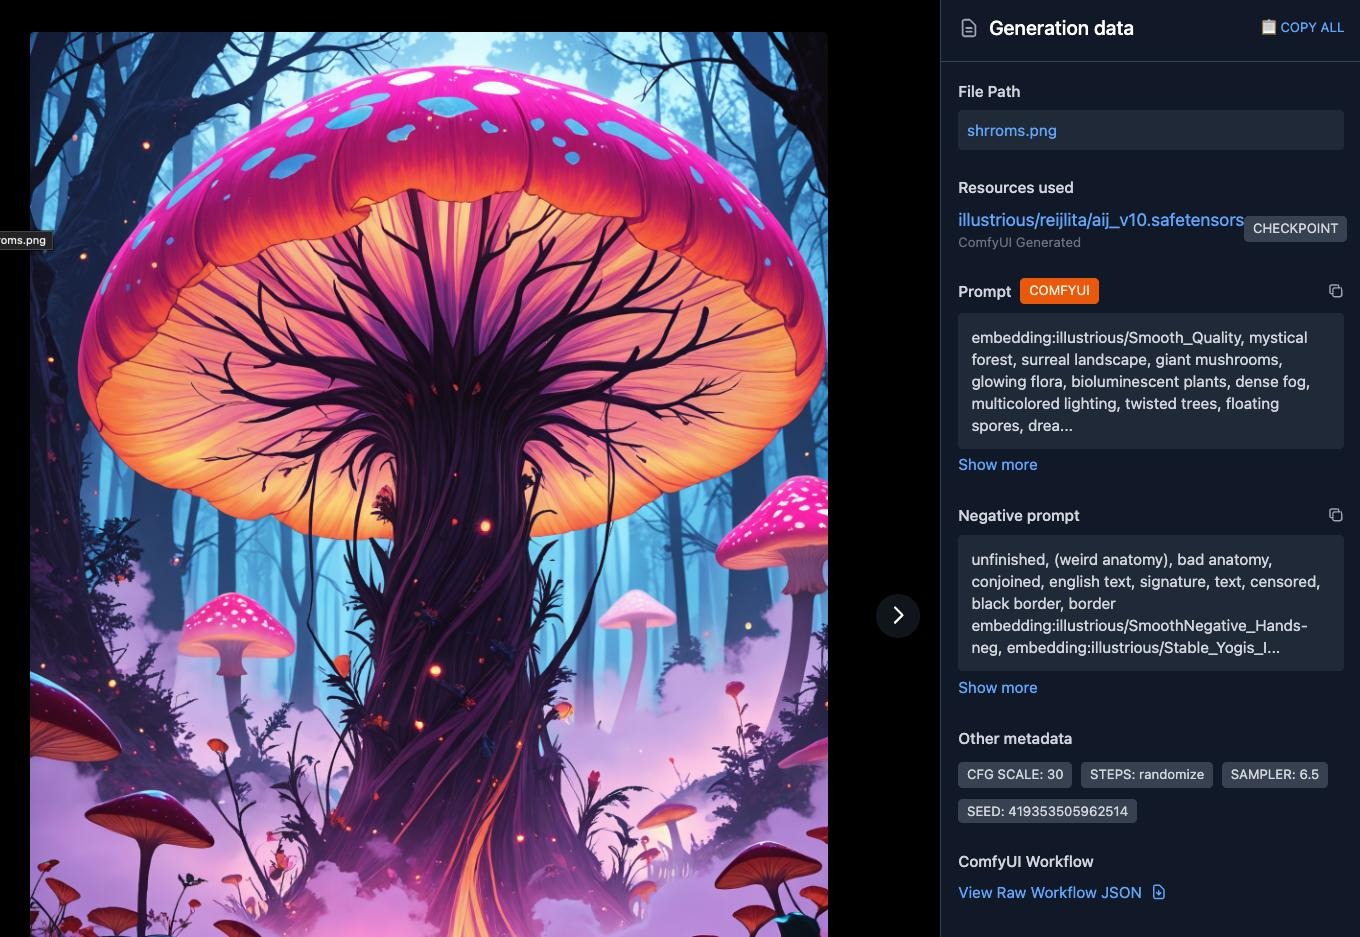 Generation data
COPY ALL
File Path
shrroms.png
Resources used
illustrious/reijlita/aij_v10.safetensors
CHECKPOINT
ComfyUI Generated
oms.png
Prompt
COMFYUI
embedding:illustrious/Smooth_Quality, mystical
forest, surreal landscape, giant mushrooms,
glowing flora, bioluminescent plants, dense fog,
multicolored lighting, twisted trees, floating
spores, drea...
Show more
Negative prompt
unfinished, (weird anatomy), bad anatomy,
conjoined, english text, signature, text, censored,
black border, border
embedding:illustrious/SmoothNegative_Hands-
neg, embedding:illustrious/Stable_Yogis_I...
Show more
Other metadata
CFG SCALE: 30
STEPS: randomize
SAMPLER: 6.5
SEED: 419353505962514
ComfyUI Workflow
View Raw Workflow JSON